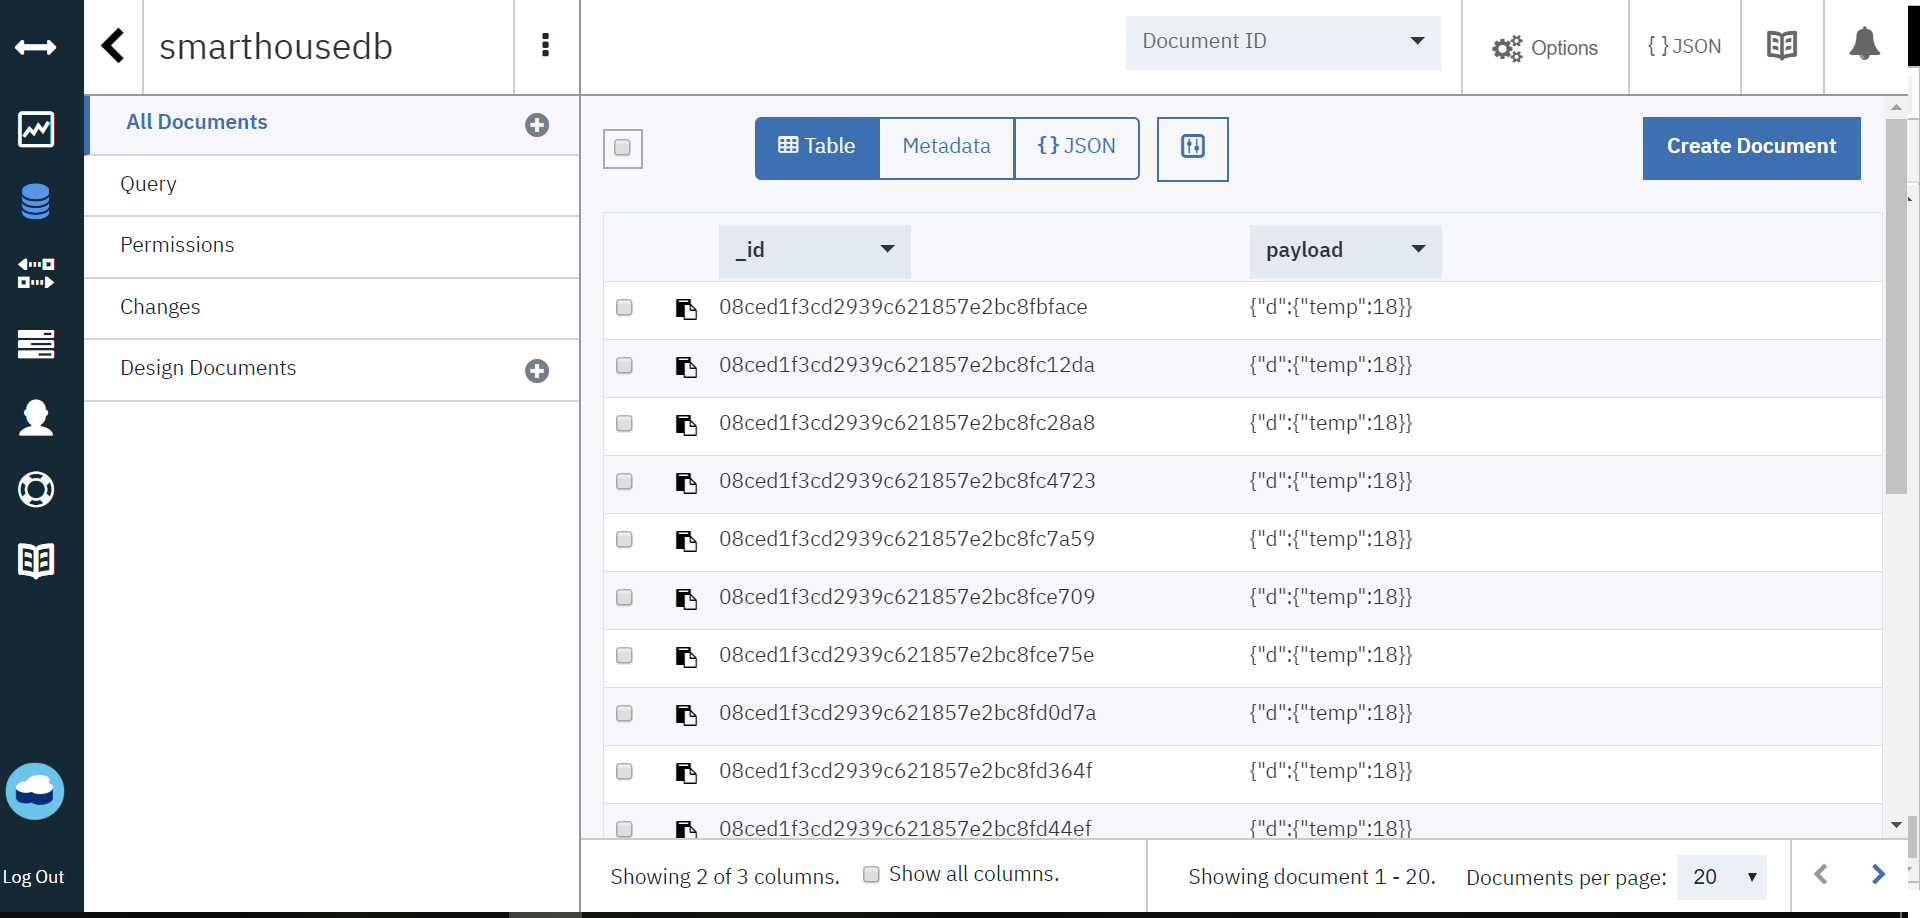 smarthousedb
Document ID
Options
{ } JSON
All Documents
Query
Permissions
Changes
Design Documents
Log Out
Table
Metadata
{} JSON
Create Document
_id payload
08ced1f3cd2939c621857e2bc8fbface {"d":{"temp":18}}
08ced1f3cd2939c621857e2bc8fc12da {"d":{"temp":18}}
08ced1f3cd2939c621857e2bc8fc28a8 {"d":{"temp":18}}
08ced1f3cd2939c621857e2bc8fc4723 {"d":{"temp":18}}
08ced1f3cd2939c621857e2bc8fc7a59 {"d":{"temp":18}}
08ced1f3cd2939c621857e2bc8fce709 {"d":{"temp":18}}
08ced1f3cd2939c621857e2bc8fce75e {"d":{"temp":18}}
08ced1f3cd2939c621857e2bc8fd0d7a {"d":{"temp":18}}
08ced1f3cd2939c621857e2bc8fd364f {"d":{"temp":18}}
08ced1f3cd2939c621857e2bc8fd44ef {"d":{"temp":18}}
Showing 2 of 3 columns.
Show all columns.
Showing document 1 - 20.
Documents per page: 20